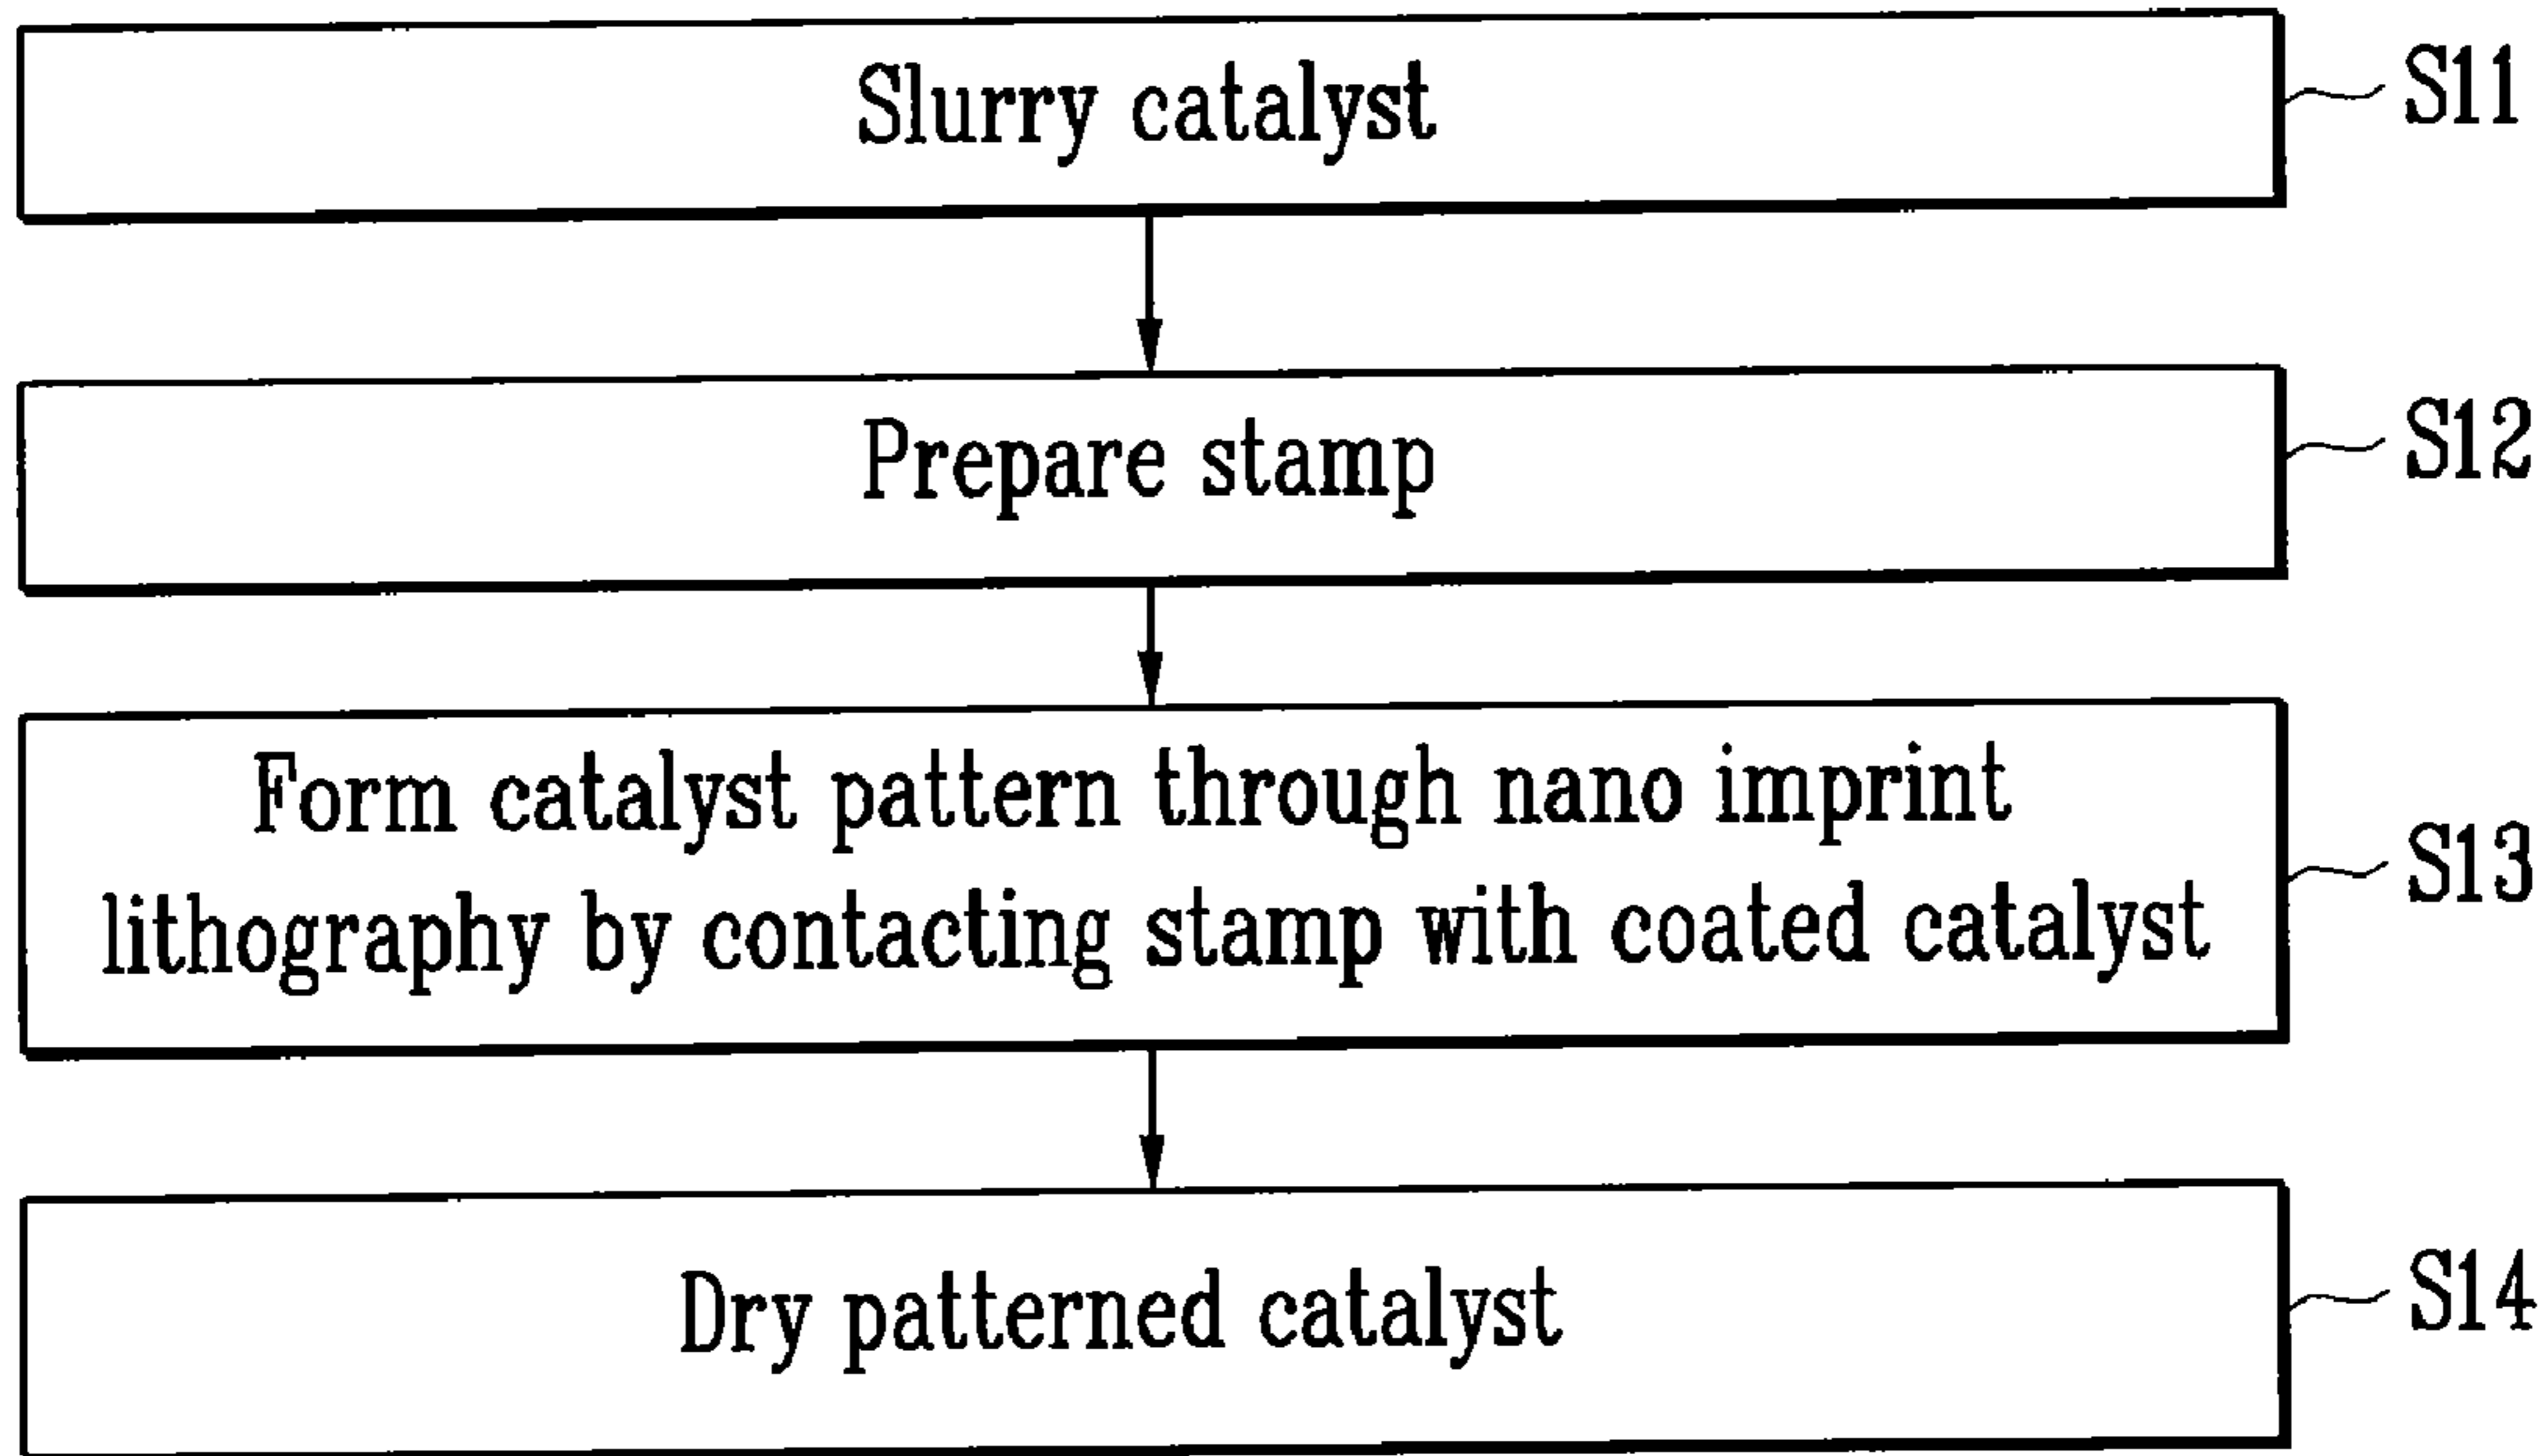 Slurry catalyst
S11
Prepare stamp
S12
Form catalyst pattern through nano imprint
lithography by contacting stamp with coated catalyst
S13
Dry patterned catalyst
S14